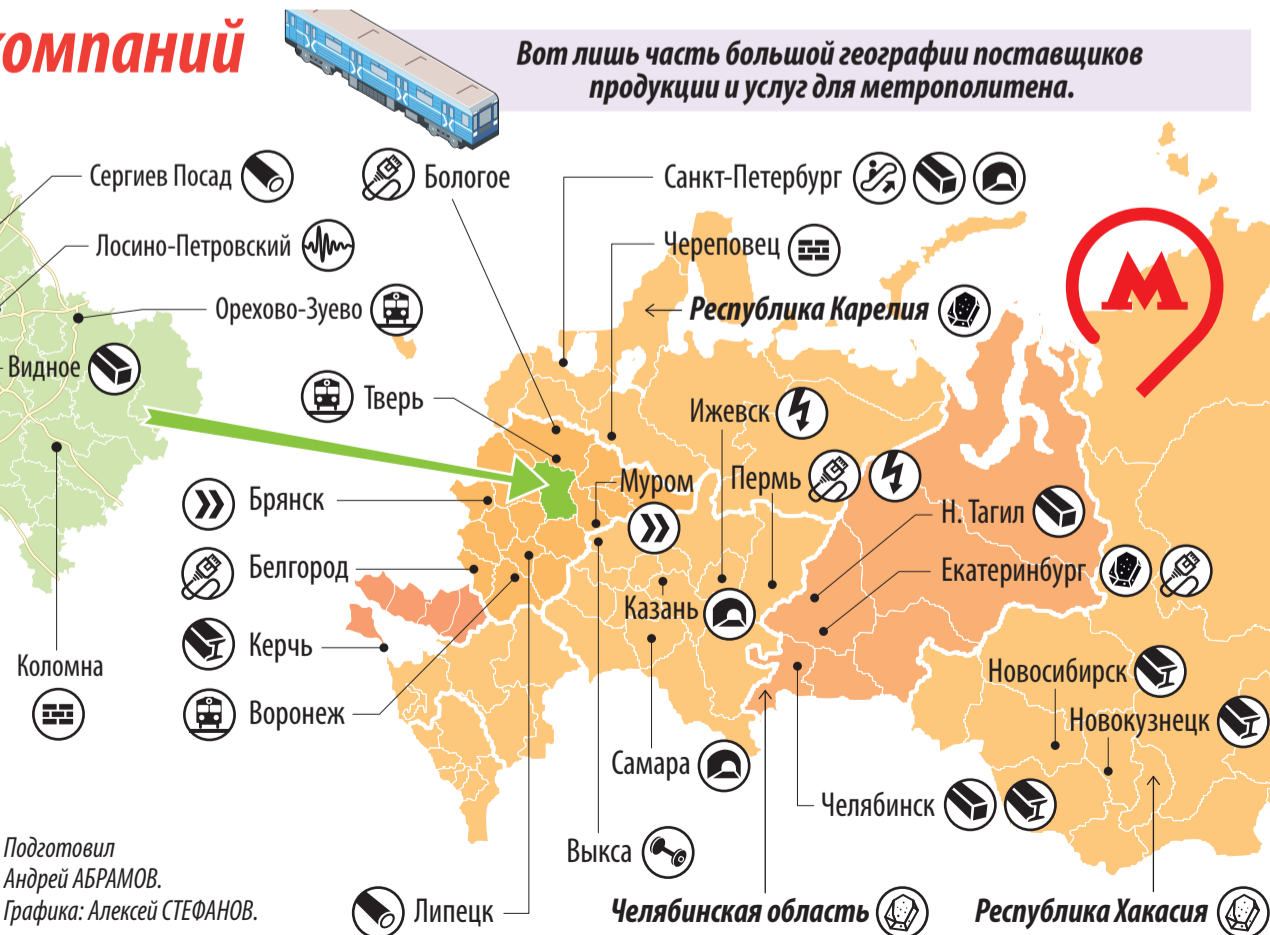 компаний
Вот лишь часть большой географии поставщиков
продукции и услуг для метрополитена.
Сергиев Посад
Бологое
Санкт-Петербург
Лосино-Петровский
Череповец
Орехово-Зуево
Республика Карелия
М
Видное
Тверь
Ижевск
Муром
Пермь
Брянск
Н. Тагил
Белгород
Екатеринбург
Казань
Керчь
Коломна
Новосибирск
Воронеж
Новокузнецк
Самара
Челябинск
Выкса
Подготовил
Андрей АБРАМОВ.
Графика: Алексей СТЕФАНОВ.
Липецк
Челябинская область
Республика Хакасия